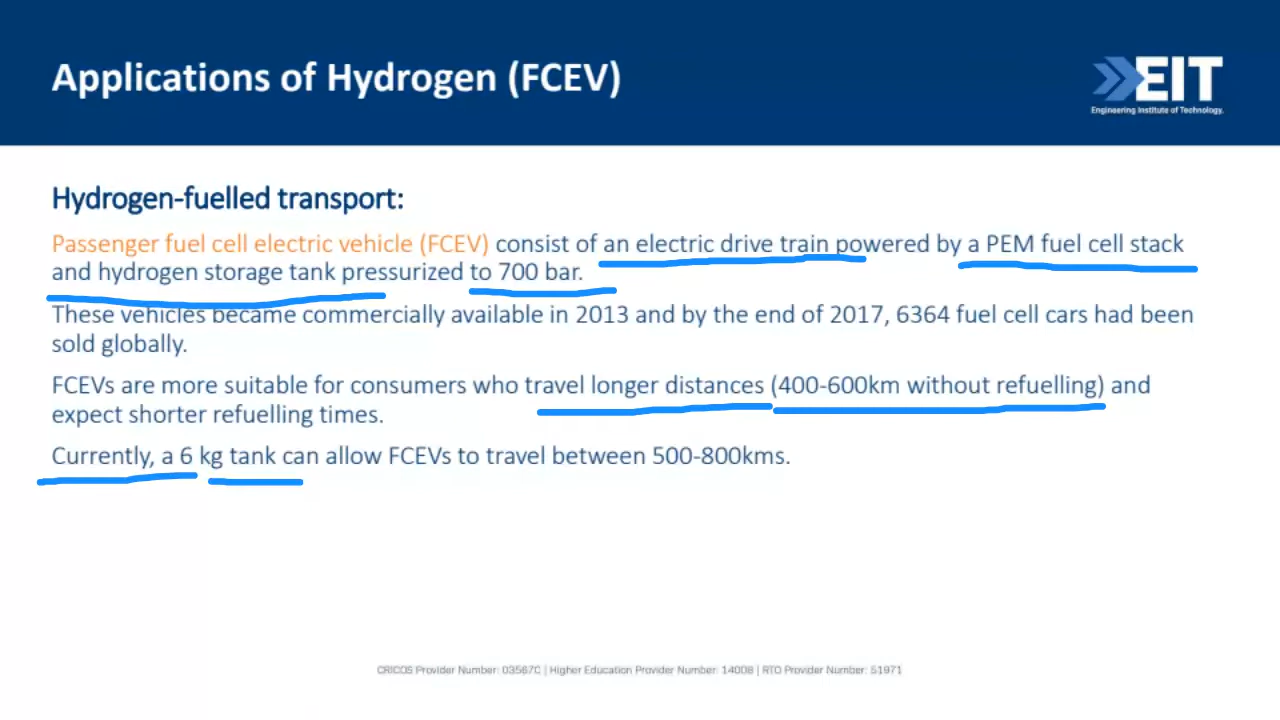 Applications of Hydrogen (FCEV)
EIT
Engineering Institute of Technology.
Hydrogen-fuelled transport:
Passenger fuel cell electric vehicle (FCEV) consist of an electric drive train powered by a PEM fuel cell stack
and hydrogen storage tank pressurized to 700 bar.
These vehicles became commercially available in 2013 and by the end of 2017, 6364 fuel cell cars had been
sold globally.
FCEVs are more suitable for consumers who travel longer distances (400-600km without refuelling) and
expect shorter refuelling times.
Currently, a 6 kg tank can allow FCEVs to travel between 500-800kms.
CRICOS Provider Number: 03567C | Higher Education Provider Number: 14008 | RTO Provider Number: 51971